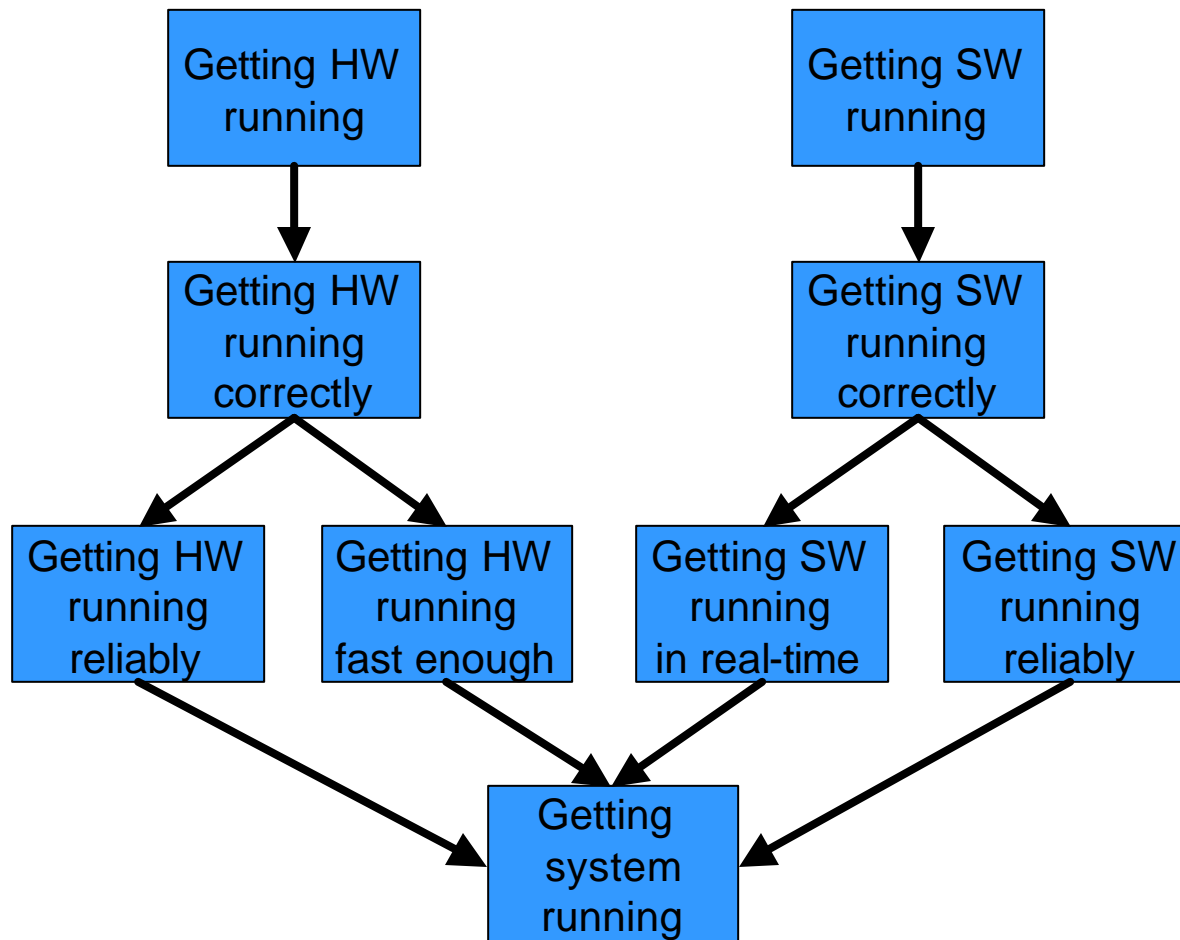 Getting HW
running
Getting SW
running
Getting HW
running
correctly
Getting SW
running
correctly
Getting HW
running
reliably
Getting HW
running
fast enough
Getting SW
running
in real-time
Getting SW
running
reliably
Getting
system
running